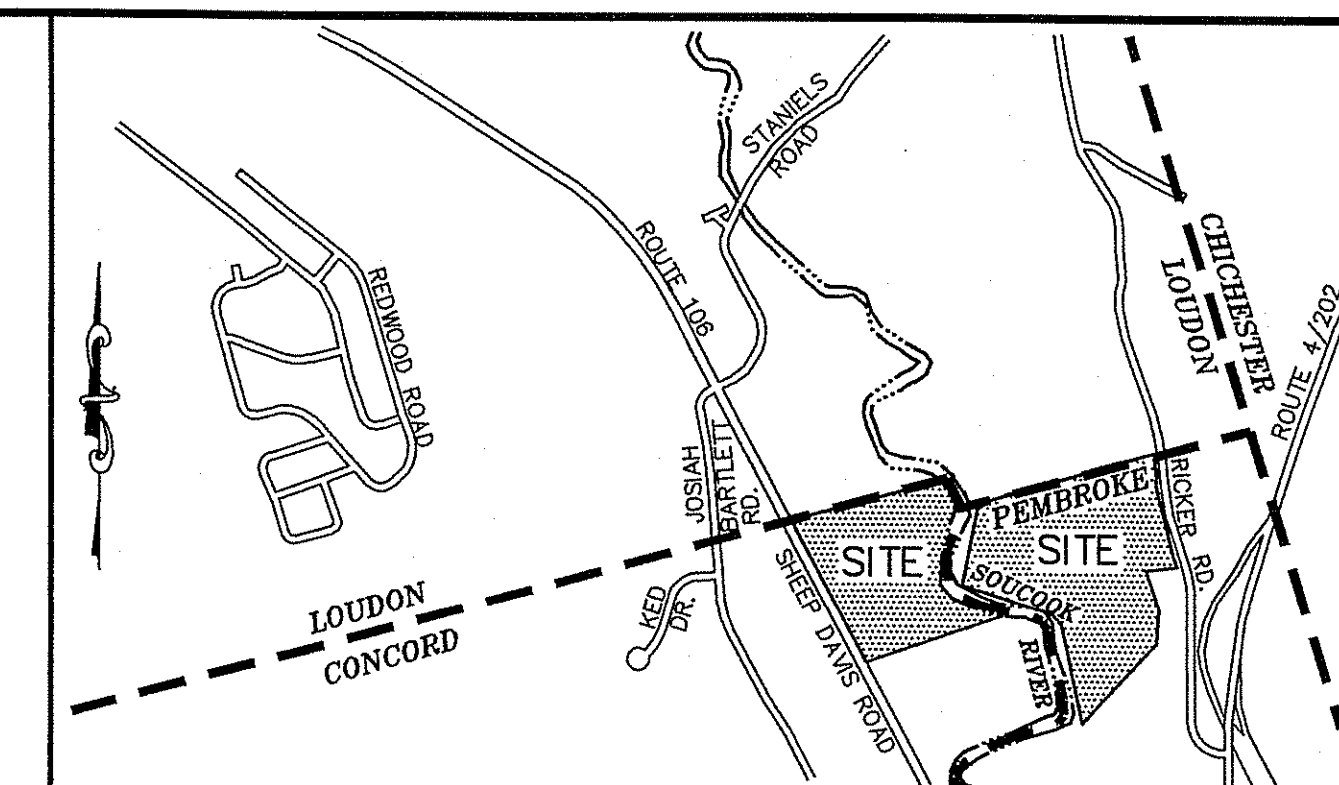 STANIELS
ROAD
ROUTE 106
REDWOOD ROAD
CHICHESTER
LOUDON
ROUTE 4/202
JOSIAH
BARTLETT
RD.
PEMBROKE
RICKER RD.
SITE
SITE
SOUCOOK
RIVER
SHEEP DAVIS ROAD
KED
DR.
LOUDON
CONCORD